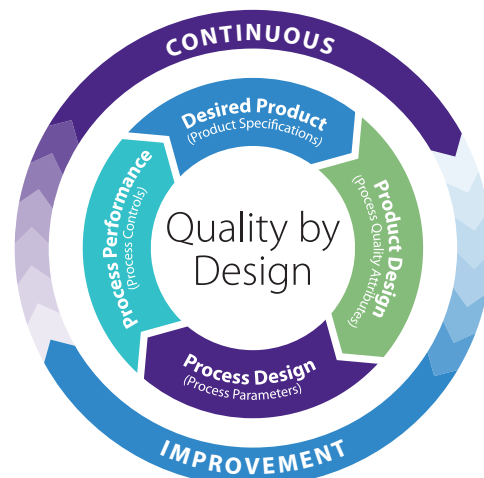 CONTINUOUS
Desired Product
(Product Specifications)
Product Design
(Process Quality Attributes)
Process Design
(Process Parameters)
Process Performance
(Process Controls)
Quality by
Design
IMPROVEMENT